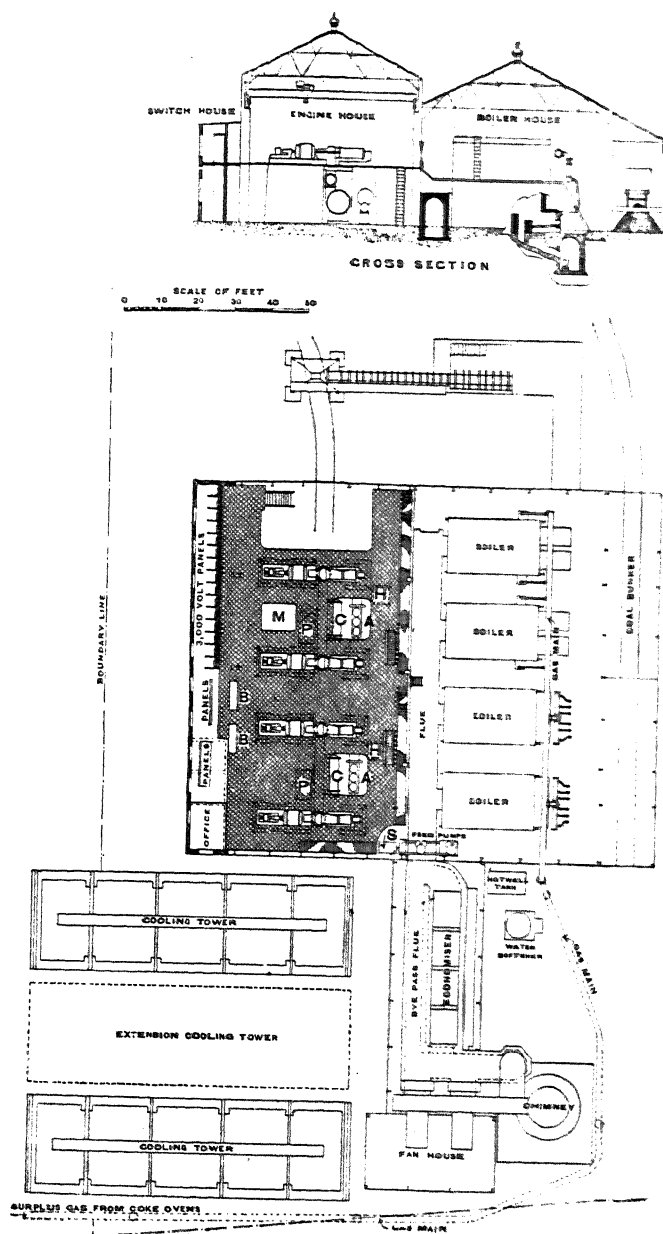 SWITCH HOUSE
ENGINE HOUSE
BOILER HOUSE
CROSS SECTION
SCALE OF FEET
0 10 20 30 40 50
BOUNDARY LINE
3,000 VOLT PANELS
PANELS
PANELS
OFFICE
M
P
C
A
H
B
B
P
C
A
H
S
FLUE
BOILER
BOILER
BOILER
BOILER
GAS MAIN
COAL BUNKER
FEED PUMPS
HOTWELL
TANK
WATER
SOFTENER
GAS MAIN
BYE PASS FLUE
ECONOMISER
COOLING TOWER
EXTENSION COOLING TOWER
COOLING TOWER
CHIMNEY
FAN HOUSE
SURPLUS GAS FROM COKE OVENS
GAS MAIN